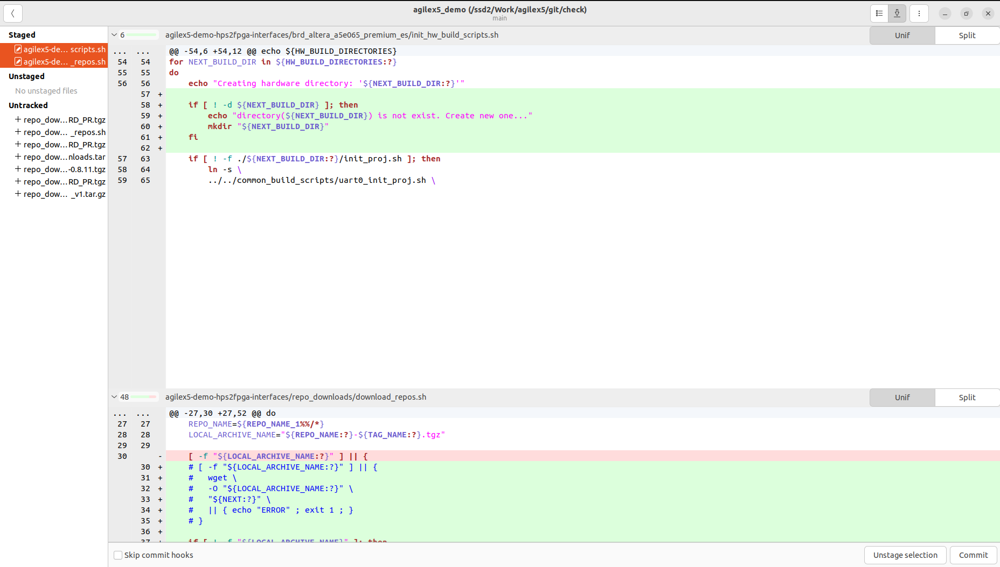 agilex5_demo (/ssd2/Work/agilex5/git/check)
main
Staged
agilex5-de... scripts.sh
agilex5-de... _repos.sh
Unstaged
No unstaged files
Untracked
repo_dow...RD_PR.tgz
repo_dow... _repos.sh
repo_dow...RD_PR.tgz
repo_dow...nloads.tar
repo_dow...-0.8.11.tgz
repo_dow...RD_PR.tgz
repo_dow... _v1.tar.gz
6 agilex5-demo-hps2fpga-interfaces/brd_altera_a5e065_premium_es/init_hw_build_scripts.sh Unif Split
... ... @@ -54,6 +54,12 @@ echo ${HW_BUILD_DIRECTORIES}
54 54 for NEXT_BUILD_DIR in ${HW_BUILD_DIRECTORIES:?}
55 55 do
56 56 echo "Creating hardware directory: '${NEXT_BUILD_DIR:?}'"
57 +
58 + if [ ! -d ${NEXT_BUILD_DIR} ]; then
59 + echo "directory(${NEXT_BUILD_DIR}) is not exist. Create new one..."
60 + mkdir "${NEXT_BUILD_DIR}"
61 + fi
62 +
57 63 if [ ! -f ./${NEXT_BUILD_DIR:?}/init_proj.sh ]; then
58 64 ln -s \
59 65 ../../common_build_scripts/uart0_init_proj.sh \
48 agilex5-demo-hps2fpga-interfaces/repo_downloads/download_repos.sh Unif Split
... ... @@ -27,30 +27,52 @@ do
27 27 REPO_NAME=${REPO_NAME_1%%/*}
28 28 LOCAL_ARCHIVE_NAME="${REPO_NAME:?}-${TAG_NAME:?}.tgz"
29 29
30 - [ -f "${LOCAL_ARCHIVE_NAME:?}" ] || {
30 + # [ -f "${LOCAL_ARCHIVE_NAME:?}" ] || {
31 + # wget \
32 + # -O "${LOCAL_ARCHIVE_NAME:?}" \
33 + # "${NEXT:?}" \
34 + # || { echo "ERROR" ; exit 1 ; }
35 + # }
36 +
37 + if [ ! -f "${LOCAL_ARCHIVE_NAME}" ]; then
Skip commit hooks
Unstage selection
Commit